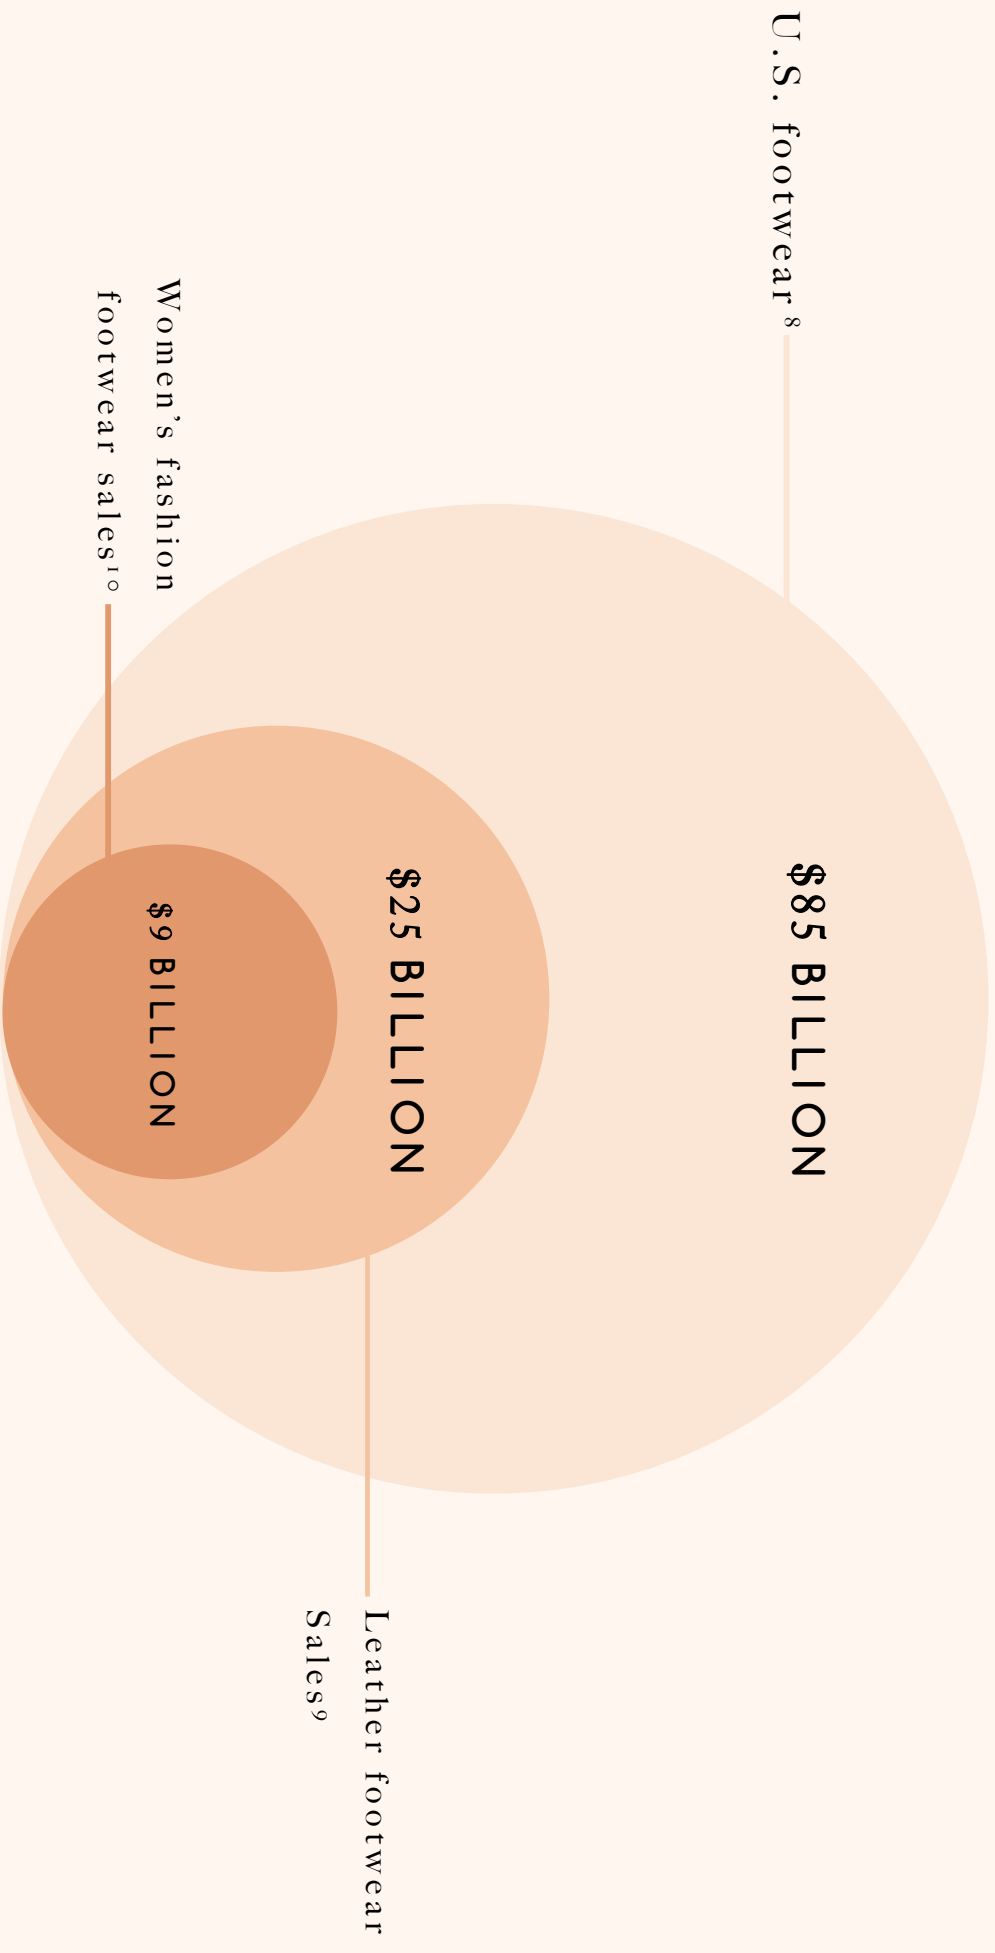 U.S. footwear⁸
$85 BILLION
$25 BILLION
Leather footwear
Sales⁹
Women’s fashion
footwear sales¹⁰
$9 BILLION